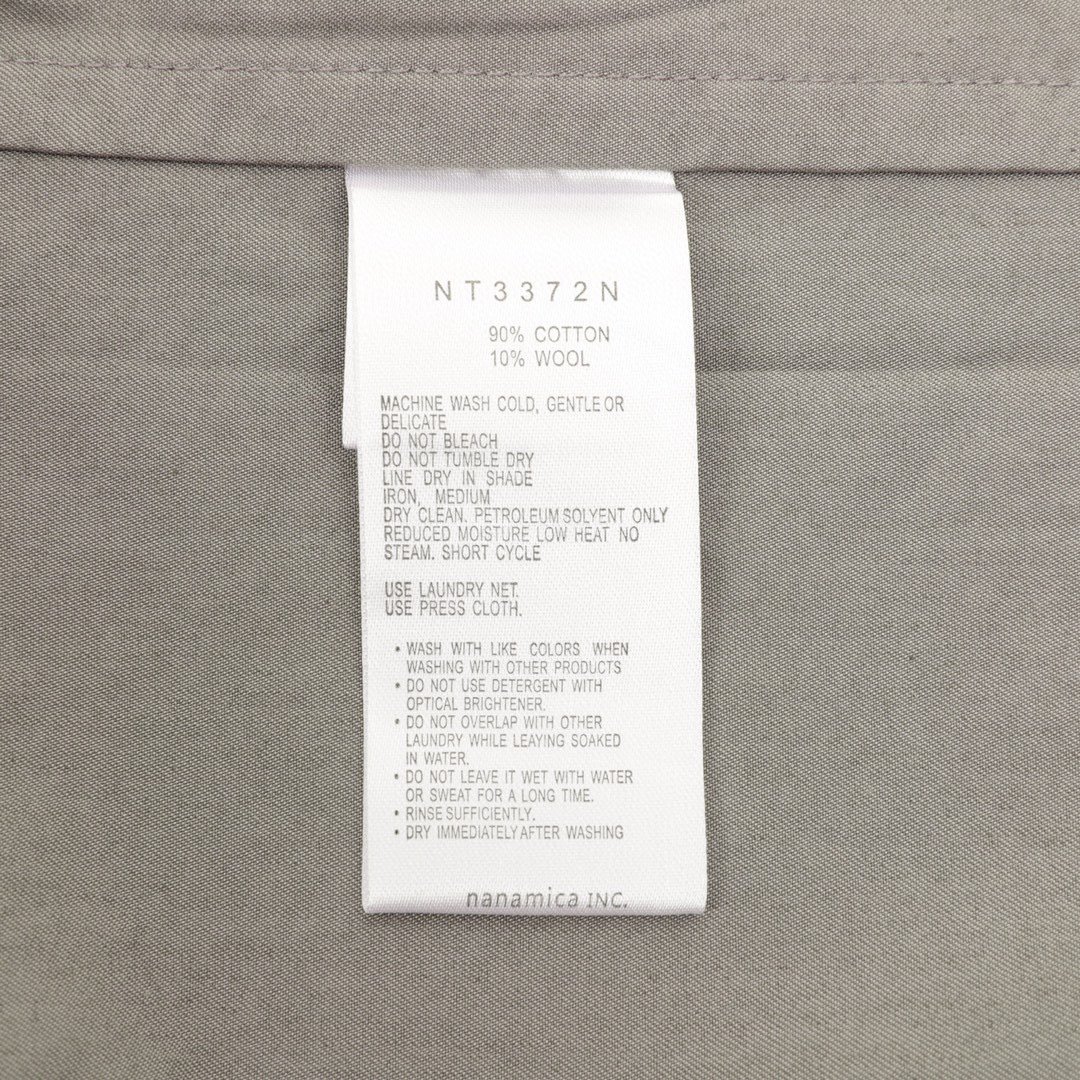 NT3372N
90% COTTON
10% WOOL
MACHINE WASH COLD, GENTLE OR
DELICATE
DO NOT BLEACH
DO NOT TUMBLE DRY
LINE DRY IN SHADE
IRON, MEDIUM
DRY CLEAN. PETROLEUM SOLYENT ONLY
REDUCED MOISTURE LOW HEAT NO
STEAM. SHORT CYCLE
USE LAUNDRY NET.
USE PRESS CLOTH.
• WASH WITH LIKE COLORS WHEN
WASHING WITH OTHER PRODUCTS
• DO NOT USE DETERGENT WITH
OPTICAL BRIGHTENER.
• DO NOT OVERLAP WITH OTHER
LAUNDRY WHILE LEAYING SOAKED
IN WATER.
• DO NOT LEAVE IT WET WITH WATER
OR SWEAT FOR A LONG TIME.
• RINSE SUFFICIENTLY.
• DRY IMMEDIATELY AFTER WASHING
nanamica INC.